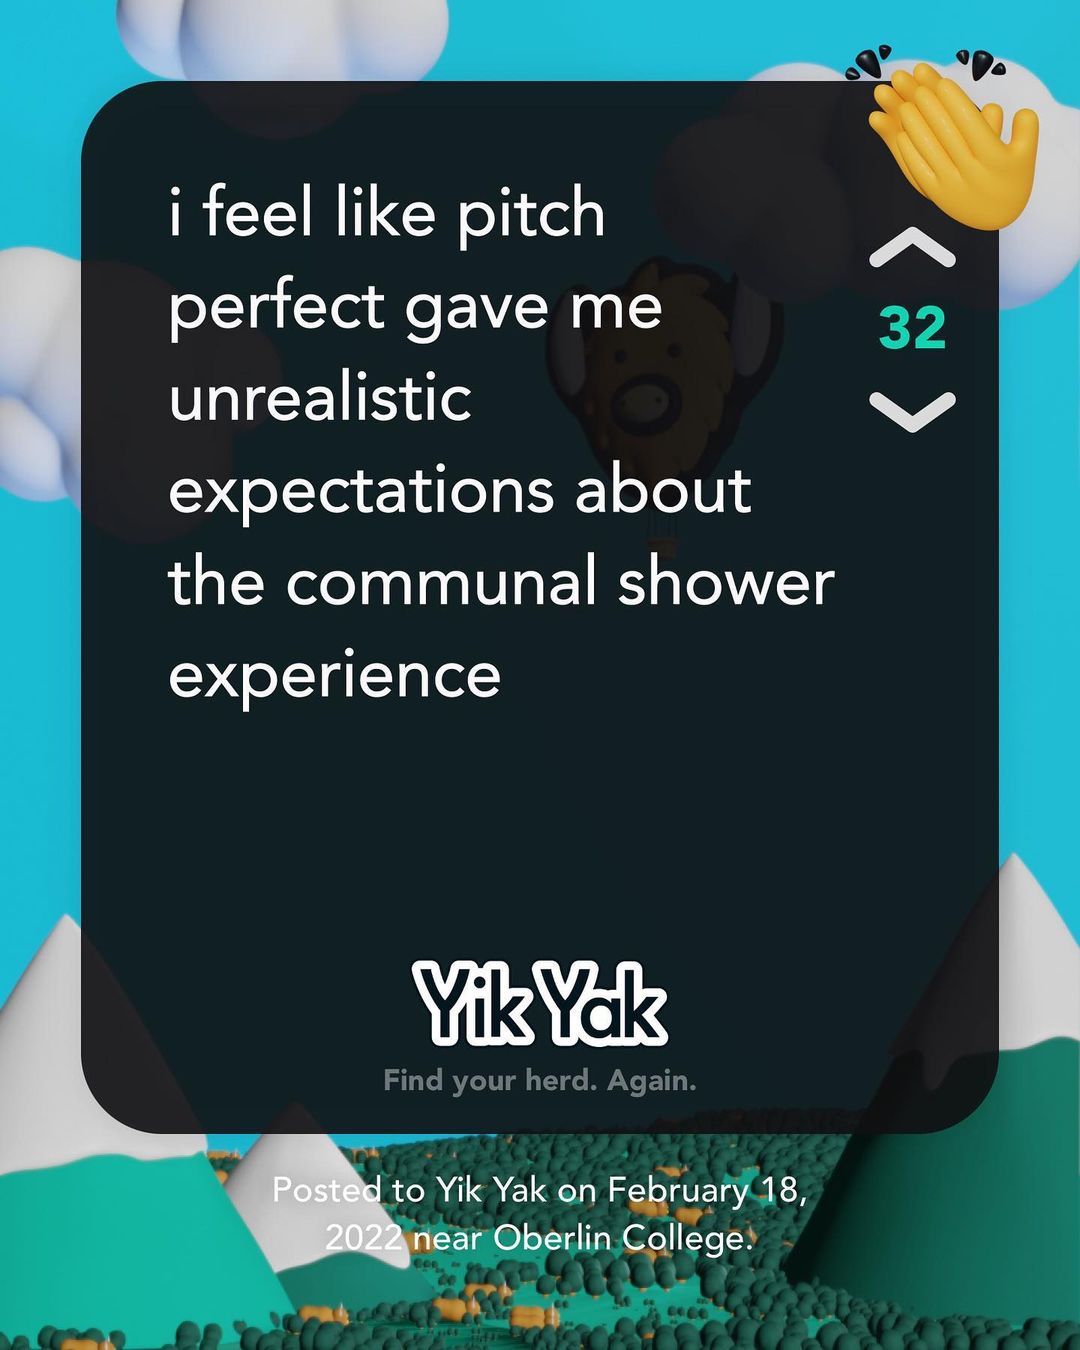 i feel like pitch
perfect gave me
unrealistic
expectations about
the communal shower
experience
32
Yik Yak
Find your herd. Again.
Posted to Yik Yak on February 18,
2022 near Oberlin College.